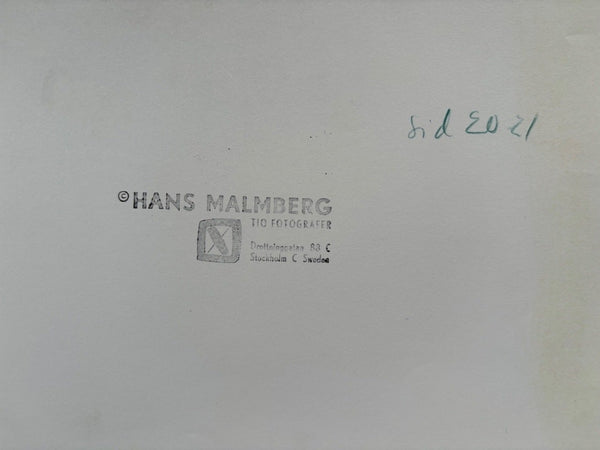 sid 20-21
© HANS MALMBERG
TIO FOTOGRAFER
X
Drottninggatan 88 C
Stockholm C Sweden